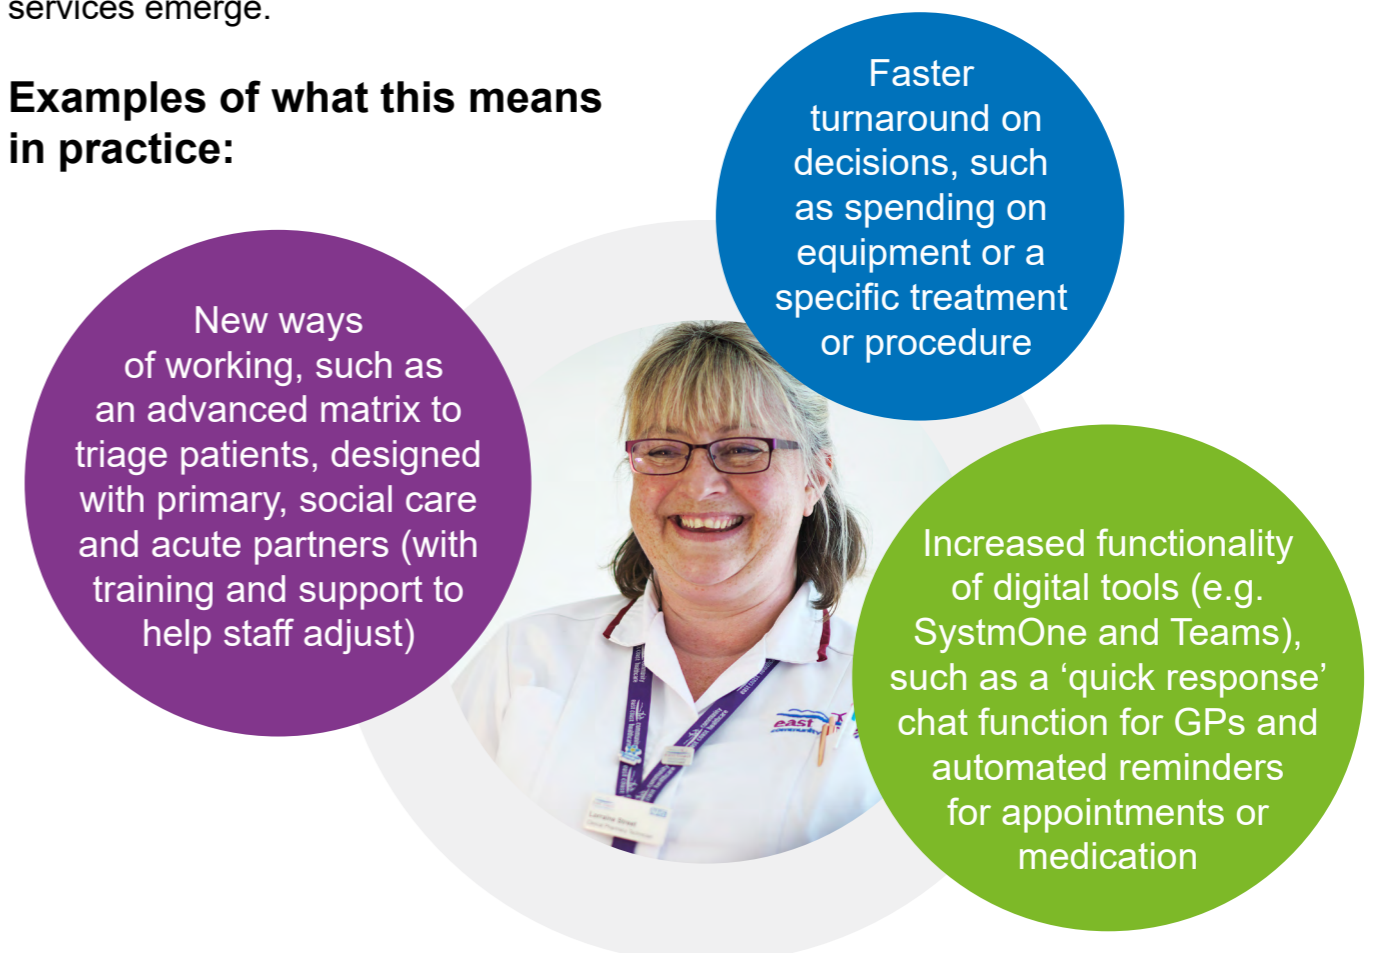 services emerge.
Examples of what this means
in practice:
Faster
turnaround on
decisions, such
as spending on
equipment or a
specific treatment
or procedure
New ways
of working, such as
an advanced matrix to
triage patients, designed
with primary, social care
and acute partners (with
training and support to
help staff adjust)
Increased functionality
of digital tools (e.g.
SystmOne and Teams),
such as a ‘quick response’
chat function for GPs and
automated reminders
for appointments or
medication
east
community
Lorraine Street